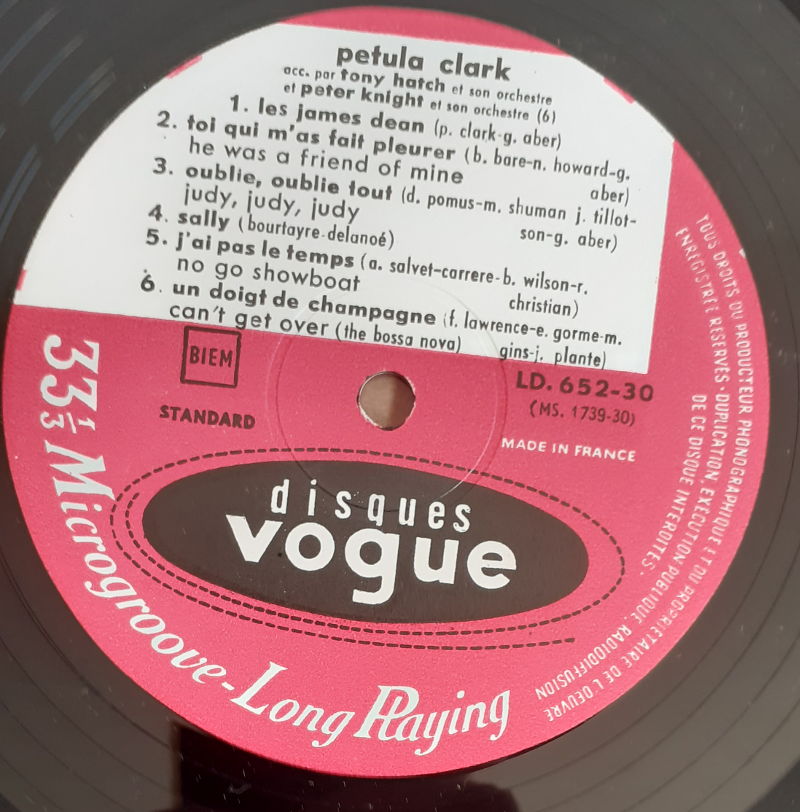 petula clark
acc. par tony hatch et son orchestre
et peter knight et son orchestre (6)
1. les james dean (p. clark-g. aber)
2. toi qui m'as fait pleurer (b. bare-n. howard-g.
he was a friend of mine aber)
3. oublie, oublie tout (d. pomus-m. shuman j. tillot-
judy, judy, judy son-g. aber)
4. sally (bourtayre-delanoé)
5. j'ai pas le temps (a. salvet-carrere-b. wilson-r.
no go showboat christian)
6. un doigt de champagne (f. lawrence-e. gorme-m.
can't get over (the bossa nova) gins-j. plante)
BIEM
STANDARD
LD. 652-30
(MS. 1739-30)
MADE IN FRANCE
disques
vogue
33 1/3 Microgroove-Long Playing
TOUS DROITS DU PRODUCTEUR PHONOGRAPHIQUE ET DU PROPRIETAIRE DE L'OEUVRE
ENREGISTRÉE RESERVES · DUPLICATION, EXECUTION PUBLIQUE RADIODIFFUSION
DE CE DISQUE INTERDITES ·